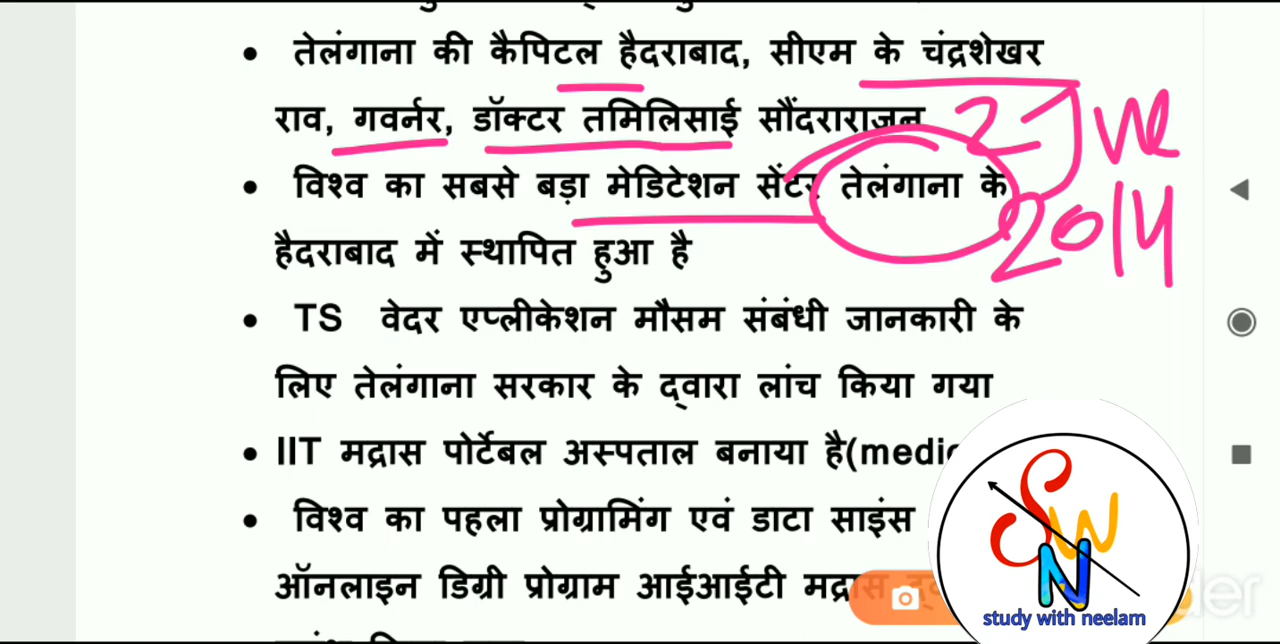 तेलंगाना की कैपिटल हैदराबाद, सीएम के चंद्रशेखर
राव, गवर्नर, डॉक्टर तमिलिसाई सौंदराराजन
2 June
2014
विश्व का सबसे बड़ा मेडिटेशन सेंटर तेलंगाना के
हैदराबाद में स्थापित हुआ है
TS वेदर एप्लीकेशन मौसम संबंधी जानकारी के
लिए तेलंगाना सरकार के द्वारा लांच किया गया
IIT मद्रास पोर्टेबल अस्पताल बनाया है(medic
विश्व का पहला प्रोग्रामिंग एवं डाटा साइंस
ऑनलाइन डिग्री प्रोग्राम आईआईटी मद्रास
SwN
study with neelam